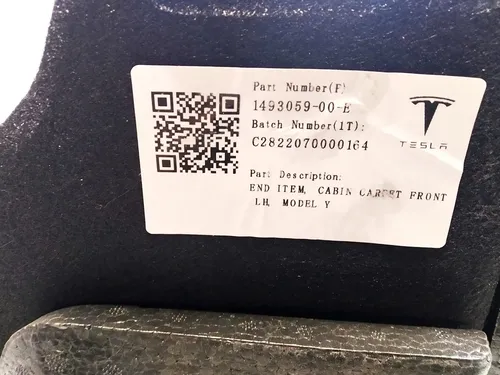 Part Number(P)
1493059-00-E
Batch Number(1T):
C2822070000164
TESLA
Part Description:
END ITEM, CABIN CARPET FRONT
LH, MODEL Y